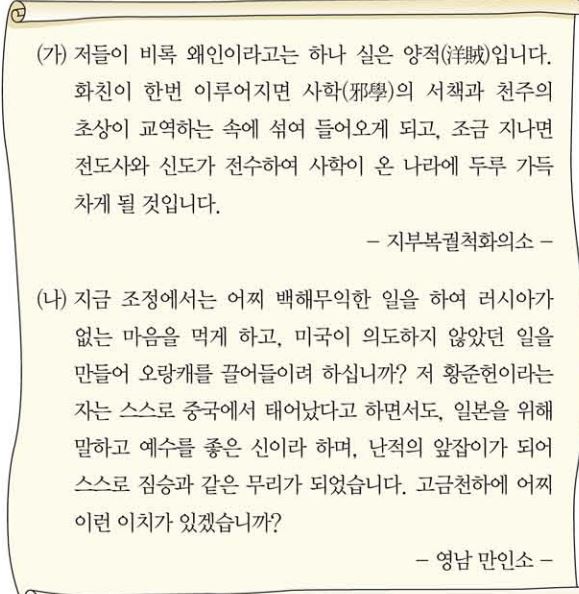 (가) 저들이 비록 왜인이라고는 하나 실은 양적(洋賊)입니다.
화친이 한번 이루어지면 사학(邪學)의 서책과 천주의
초상이 교역하는 속에 섞여 들어오게 되고, 조금 지나면
전도사와 신도가 전수하여 사학이 온 나라에 두루 가득
차게 될 것입니다.
– 지부복궐척화의소 –
(나) 지금 조정에서는 어찌 백해무익한 일을 하여 러시아가
없는 마음을 먹게 하고, 미국이 의도하지 않았던 일을
만들어 오랑캐를 끌어들이려 하십니까? 저 황준헌이라는
자는 스스로 중국에서 태어났다고 하면서도, 일본을 위해
말하고 예수를 좋은 신이라 하며, 난적의 앞잡이가 되어
스스로 짐승과 같은 무리가 되었습니다. 고금천하에 어찌
이런 이치가 있겠습니까?
– 영남 만인소 –